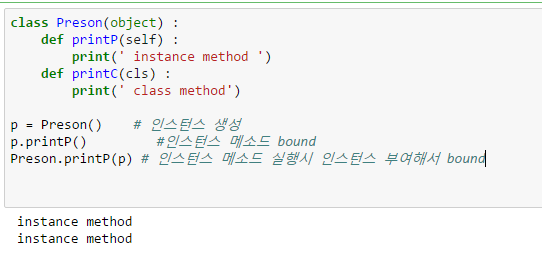 class Preson(object) :
    def printP(self) :
        print(' instance method ')
    def printC(cls) :
        print(' class method')
p = Preson()    # 인스턴스 생성
p.printP()         #인스턴스 메소드 bound
Preson.printP(p) # 인스턴스 메소드 실행시 인스턴스 부여해서 bound
instance method
instance method